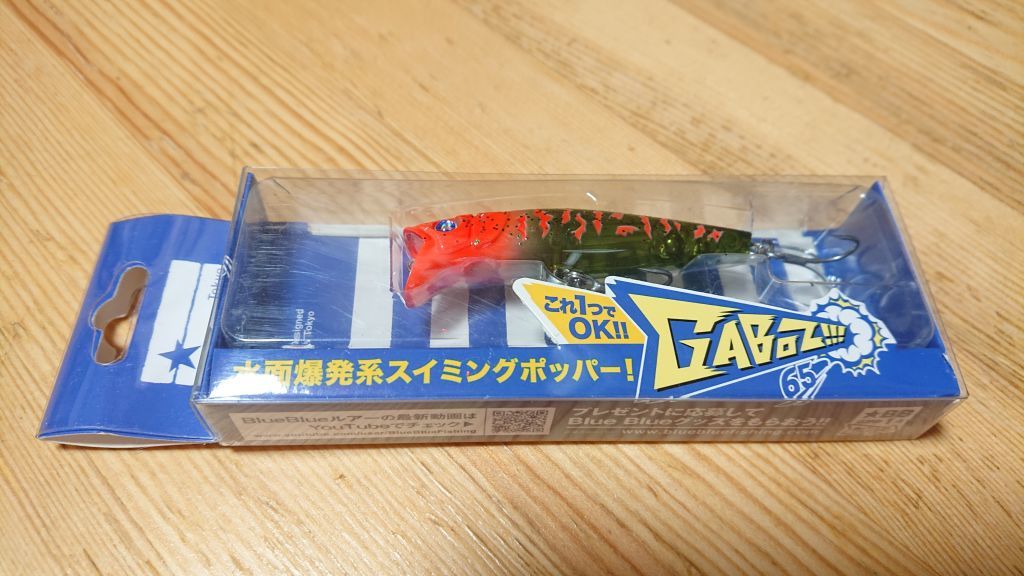 Designed
Tokyo
これ1つで
OK!!
GABOZ!!!
65
水面爆発系スイミングポッパー!
BlueBlueルアーの最新動画は
YouTubeでチェック▶
プレゼントに応募して
Blue Blueグッズをもらおう!!